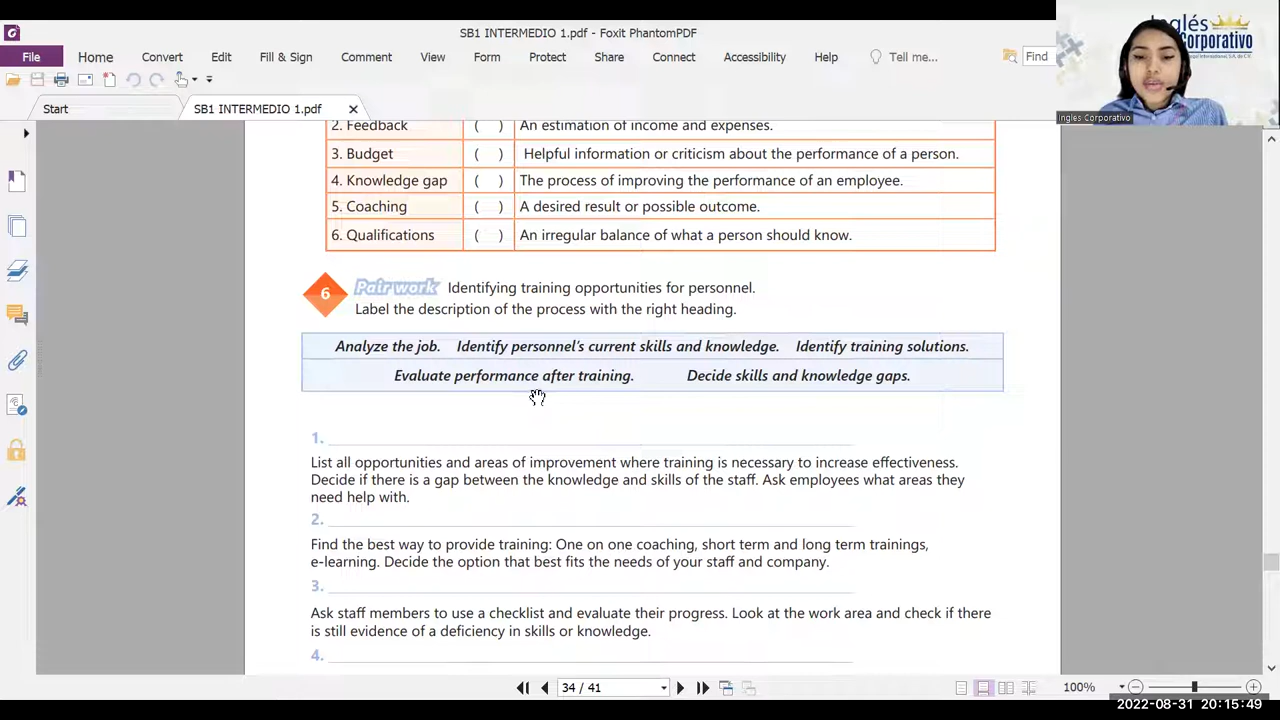 SB1 INTERMEDIO 1.pdf - Foxit PhantomPDF
Inglés
Corporativo
File Home Convert Fill & Sign Comment View Form Protect Share Connect Accessibility Help Tell me... Find
Start SB1 INTERMEDIO 1.pdf
Ingles Corporativo
2. Feedback ( ) An estimation of income and expenses.
3. Budget ( ) Helpful information or criticism about the performance of a person.
4. Knowledge gap ( ) The process of improving the performance of an employee.
5. Coaching ( ) A desired result or possible outcome.
6. Qualifications ( ) An irregular balance of what a person should know.
6 Pair work Identifying training opportunities for personnel.
Label the description of the process with the right heading.
Analyze the job. Identify personnel's current skills and knowledge. Identify training solutions.
Evaluate performance after training. Decide skills and knowledge gaps.
1.
List all opportunities and areas of improvement where training is necessary to increase effectiveness.
Decide if there is a gap between the knowledge and skills of the staff. Ask employees what areas they
need help with.
2.
Find the best way to provide training: One on one coaching, short term and long term trainings,
e-learning. Decide the option that best fits the needs of your staff and company.
3.
Ask staff members to use a checklist and evaluate their progress. Look at the work area and check if there
is still evidence of a deficiency in skills or knowledge.
4.
34 / 41 100%
2022-08-31 20:15:49